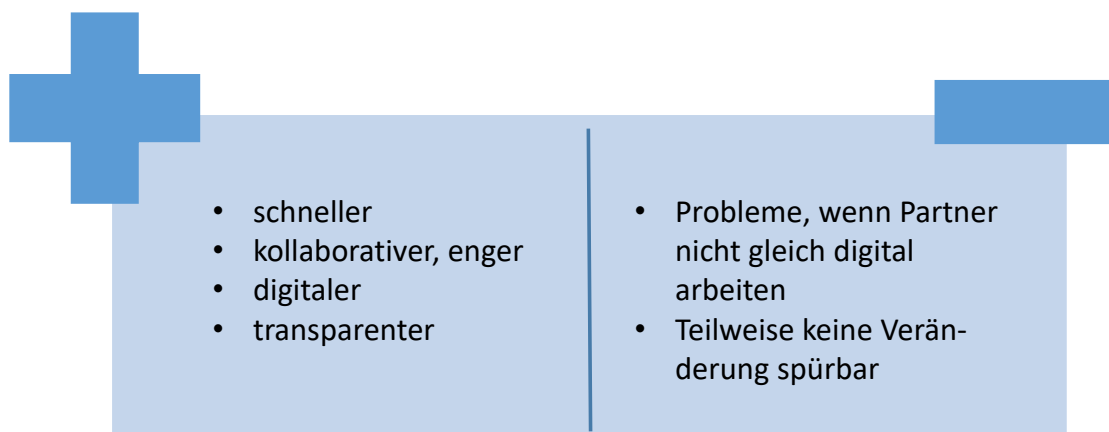 • schneller
• kollaborativer, enger
• digitaler
• transparenter
• Probleme, wenn Partner
nicht gleich digital
arbeiten
• Teilweise keine Verän-
derung spürbar